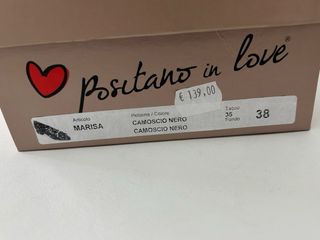 positano in love®
€ 139,00
Articolo Pellame / Colore Tacco
MARISA CAMOSCIO NERO 35 38
CAMOSCIO NERO Fondo